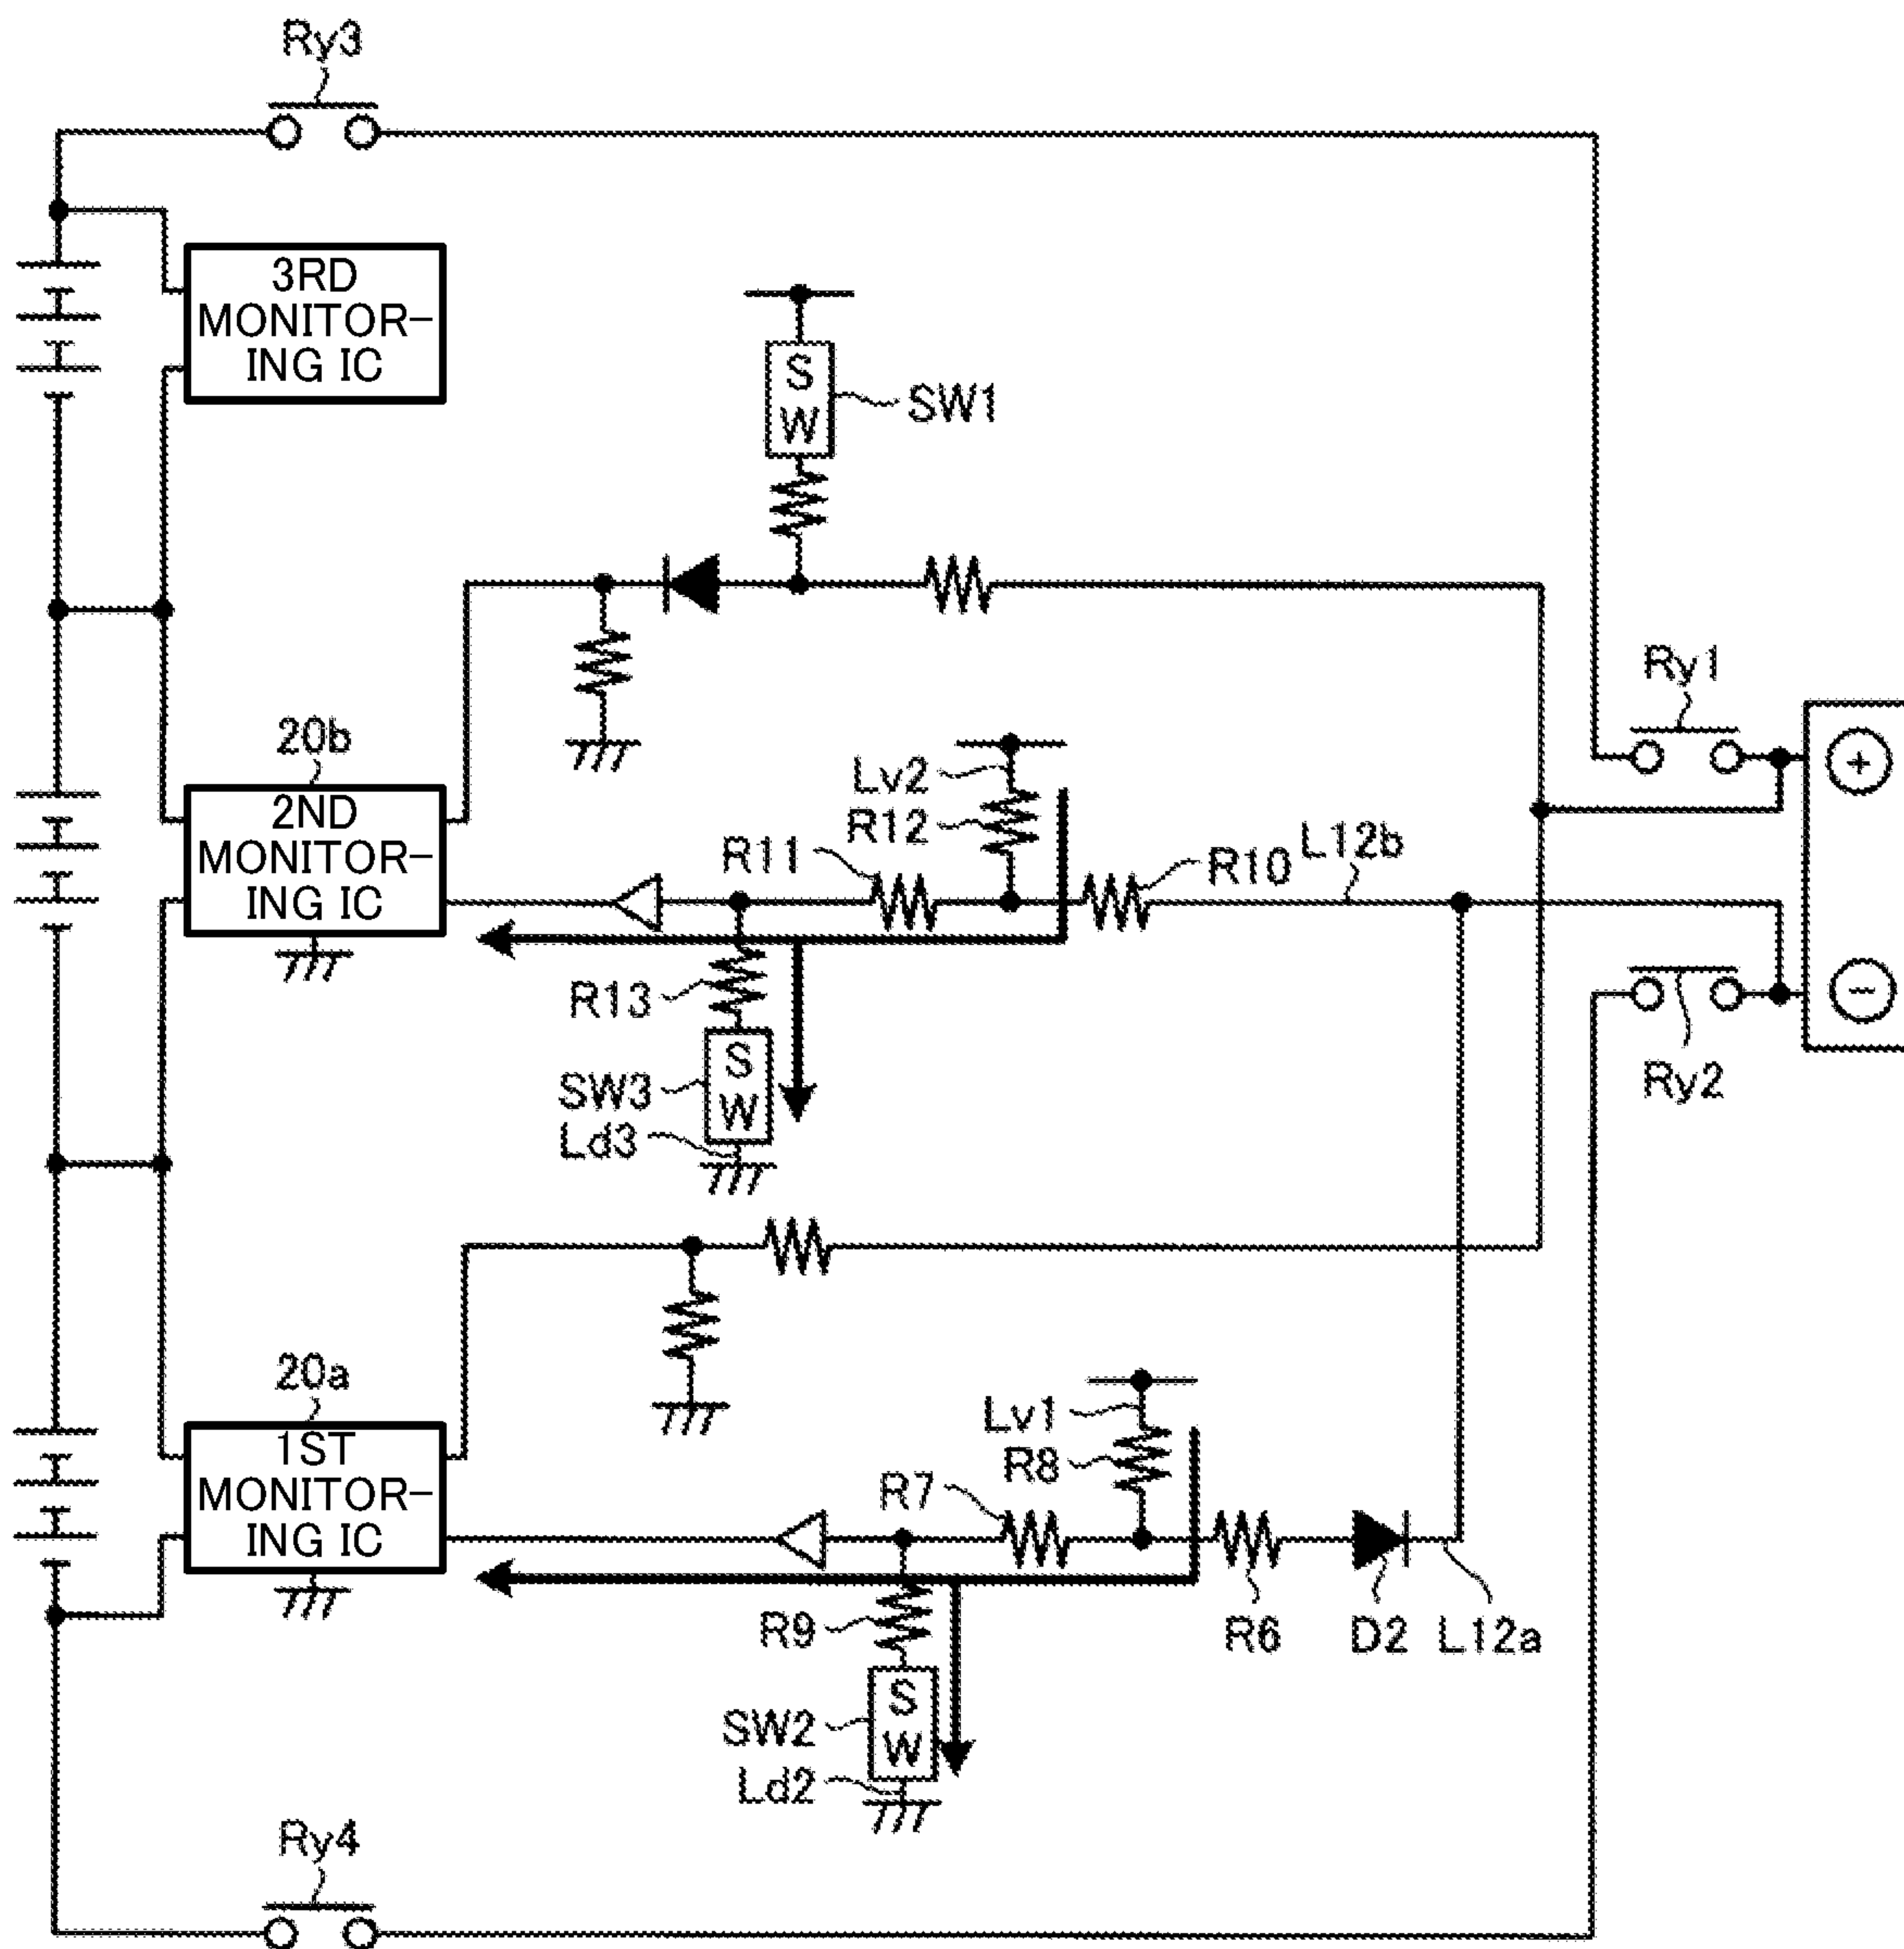 Ry3
3RD
MONITOR-
ING IC
S
W
SW1
Ry1
+
20b
2ND
MONITOR-
ING IC
Lv2
R12
R11
R10
L12b
−
R13
S
W
SW3
Ld3
Ry2
20a
1ST
MONITOR-
ING IC
Lv1
R8
R7
R9
R6
D2
L12a
S
W
SW2
Ld2
Ry4